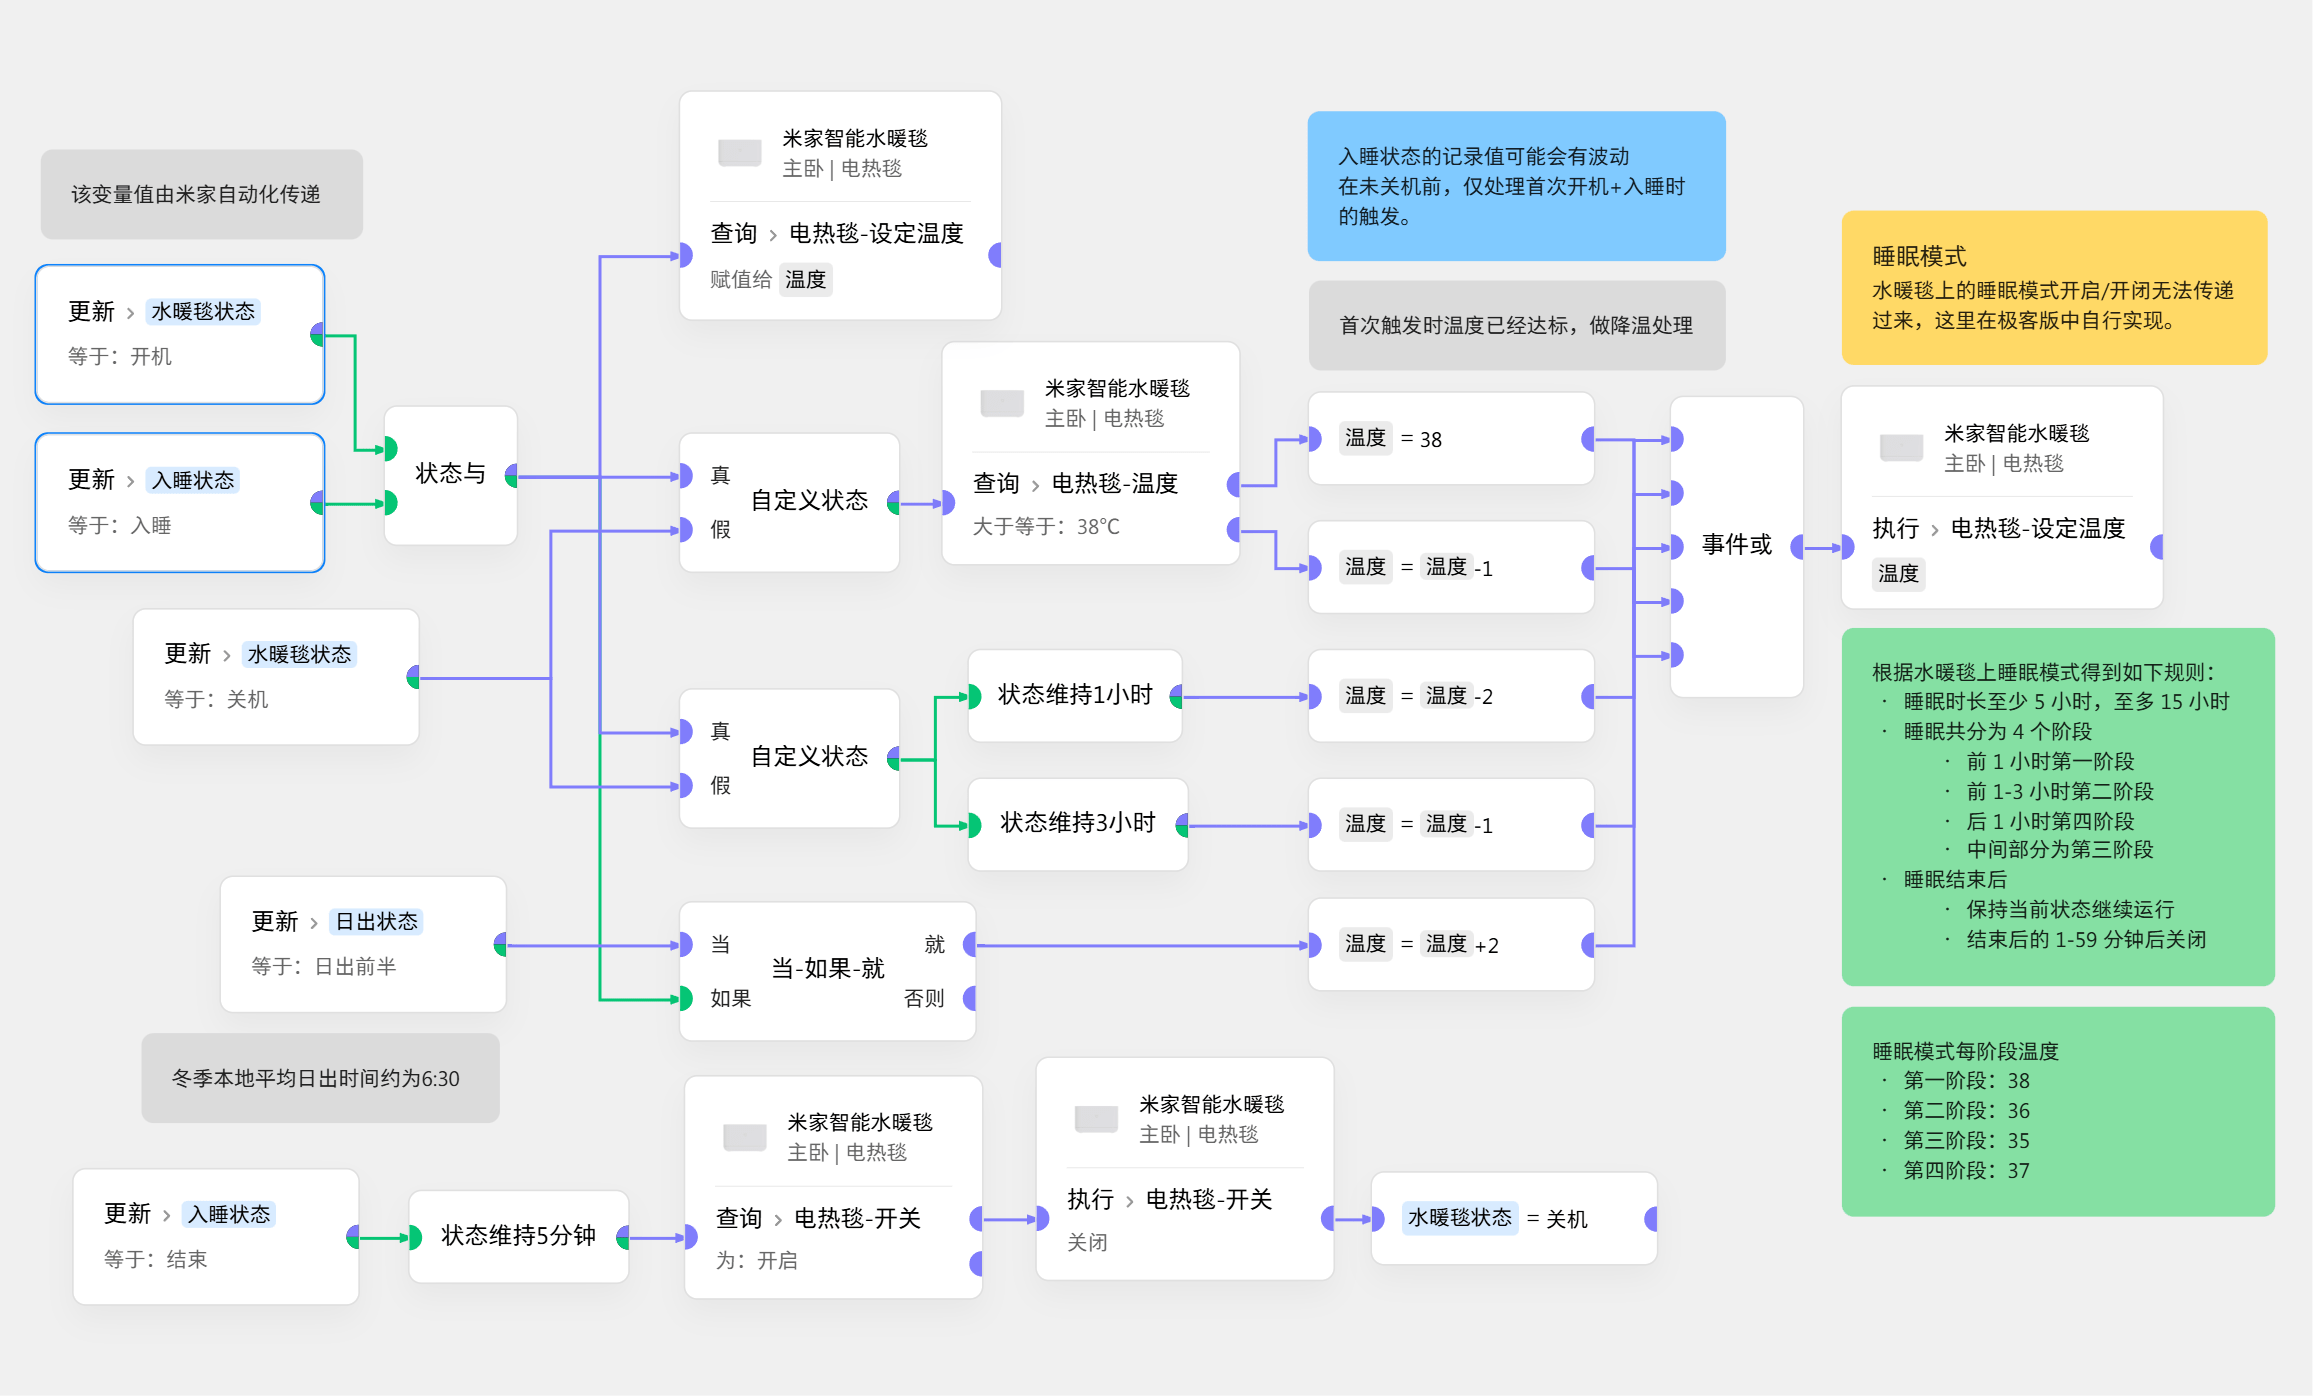 该变量值由米家自动化传递
更新 › 水暖毯状态
等于：开机
更新 › 入睡状态
等于：入睡
状态与
更新 › 水暖毯状态
等于：关机
更新 › 日出状态
等于：日出前半
冬季本地平均日出时间约为6:30
更新 › 入睡状态
等于：结束
状态维持5分钟
米家智能水暖毯
主卧 | 电热毯
查询 › 电热毯-设定温度
赋值给 温度
真
自定义状态
假
米家智能水暖毯
主卧 | 电热毯
查询 › 电热毯-温度
大于等于：38℃
真
自定义状态
假
状态维持1小时
状态维持3小时
当
就
当-如果-就
如果
否则
米家智能水暖毯
主卧 | 电热毯
查询 › 电热毯-开关
为：开启
米家智能水暖毯
主卧 | 电热毯
执行 › 电热毯-开关
关闭
水暖毯状态 = 关机
入睡状态的记录值可能会有波动
在未关机前，仅处理首次开机+入睡时
的触发。
首次触发时温度已经达标，做降温处理
温度 = 38
温度 = 温度 -1
温度 = 温度 -2
温度 = 温度 -1
温度 = 温度 +2
事件或
睡眠模式
水暖毯上的睡眠模式开启/开闭无法传递
过来，这里在极客版中自行实现。
米家智能水暖毯
主卧 | 电热毯
执行 › 电热毯-设定温度
温度
根据水暖毯上睡眠模式得到如下规则：
· 睡眠时长至少 5 小时，至多 15 小时
· 睡眠共分为 4 个阶段
· 前 1 小时第一阶段
· 前 1-3 小时第二阶段
· 后 1 小时第四阶段
· 中间部分为第三阶段
· 睡眠结束后
· 保持当前状态继续运行
· 结束后的 1-59 分钟后关闭
睡眠模式每阶段温度
· 第一阶段：38
· 第二阶段：36
· 第三阶段：35
· 第四阶段：37